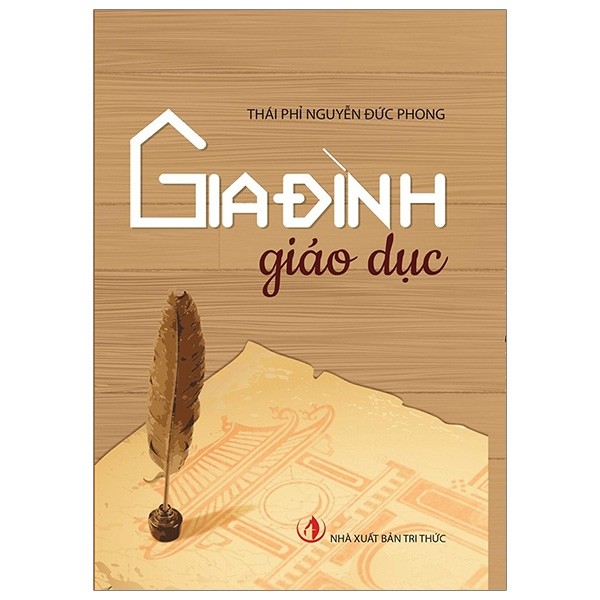 THÁI PHỈ NGUYỄN ĐỨC PHONG
GIA ĐÌNH
giáo dục
NHÀ XUẤT BẢN TRI THỨC